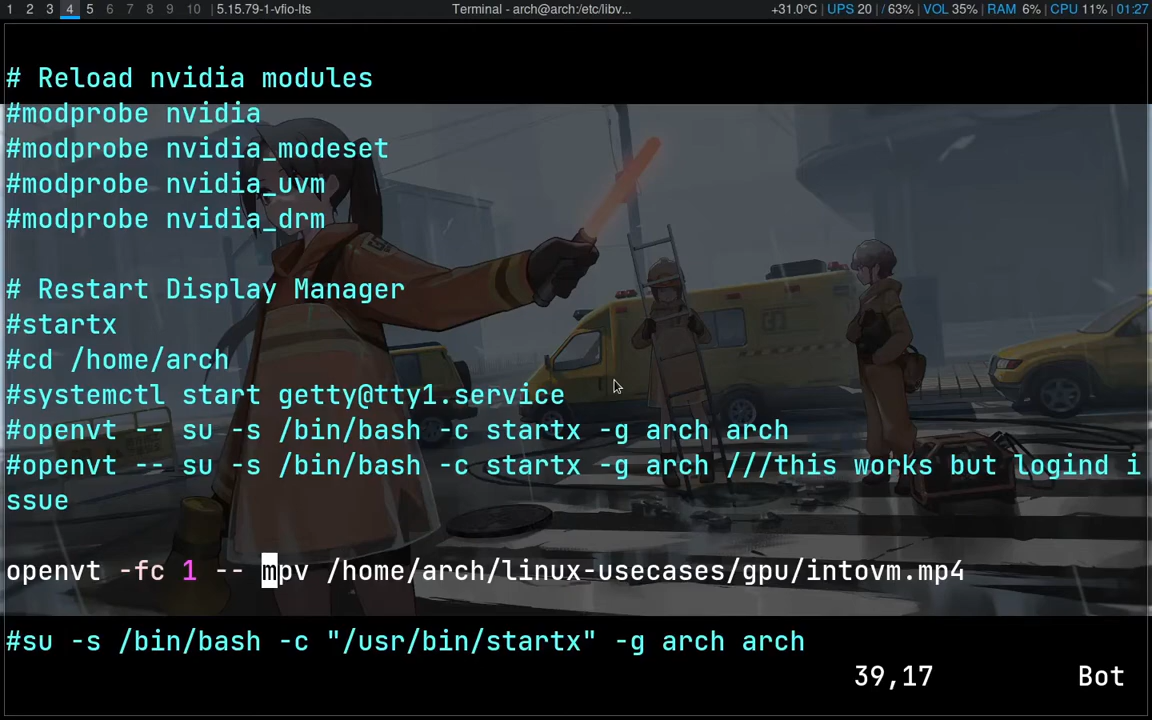 1 2 3 4 5 6 7 8 9 10 | 5.15.79-1-vfio-lts Terminal - arch@arch:/etc/libv... +31.0°C | UPS 20 | / 63% | VOL 35% | RAM 6% | CPU 11% | 01:27
# Reload nvidia modules
#modprobe nvidia
#modprobe nvidia_modeset
#modprobe nvidia_uvm
#modprobe nvidia_drm
# Restart Display Manager
#startx
#cd /home/arch
#systemctl start getty@tty1.service
#openvt -- su -s /bin/bash -c startx -g arch arch
#openvt -- su -s /bin/bash -c startx -g arch ///this works but logind i
ssue
openvt -fc 1 -- mpv /home/arch/linux-usecases/gpu/intovm.mp4
#su -s /bin/bash -c "/usr/bin/startx" -g arch arch
39,17 Bot